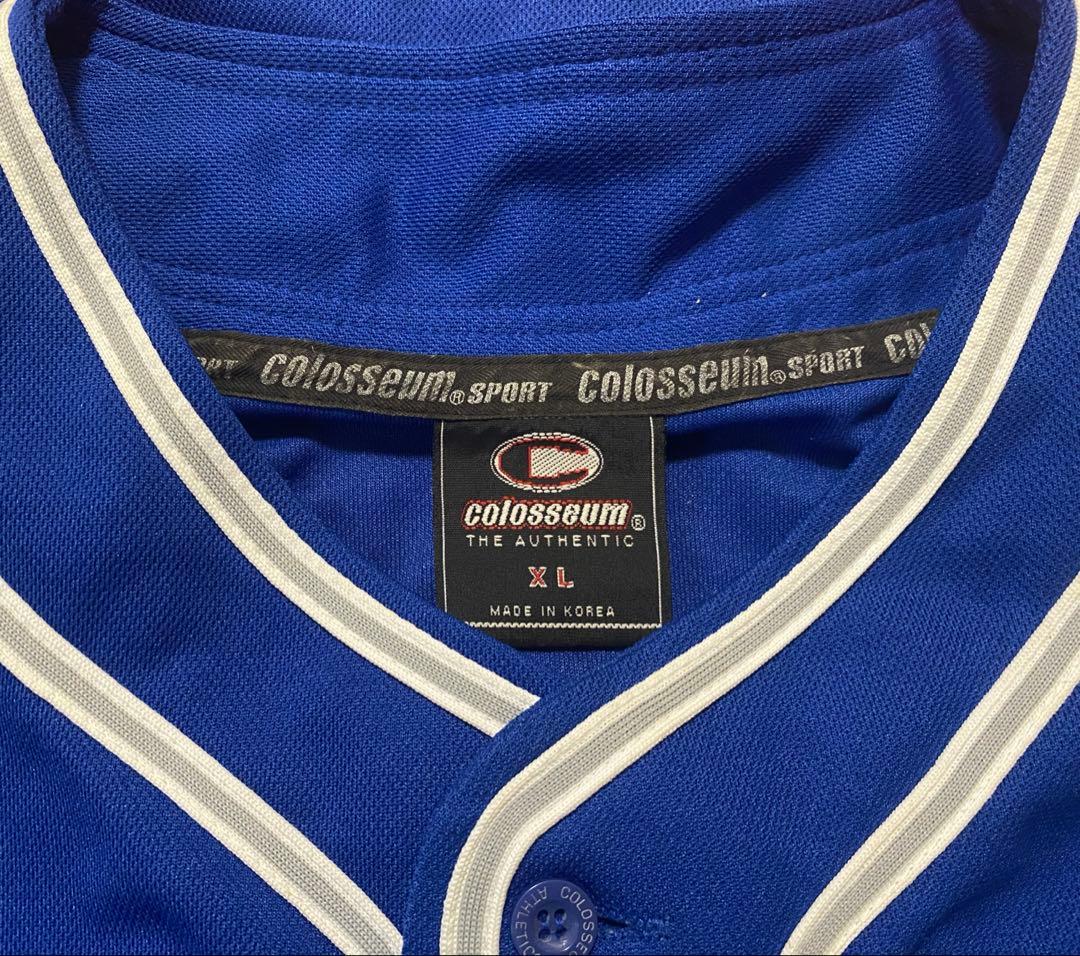 colosseum® SPORT colosseum® SPORT
colosseum®
THE AUTHENTIC
XL
MADE IN KOREA